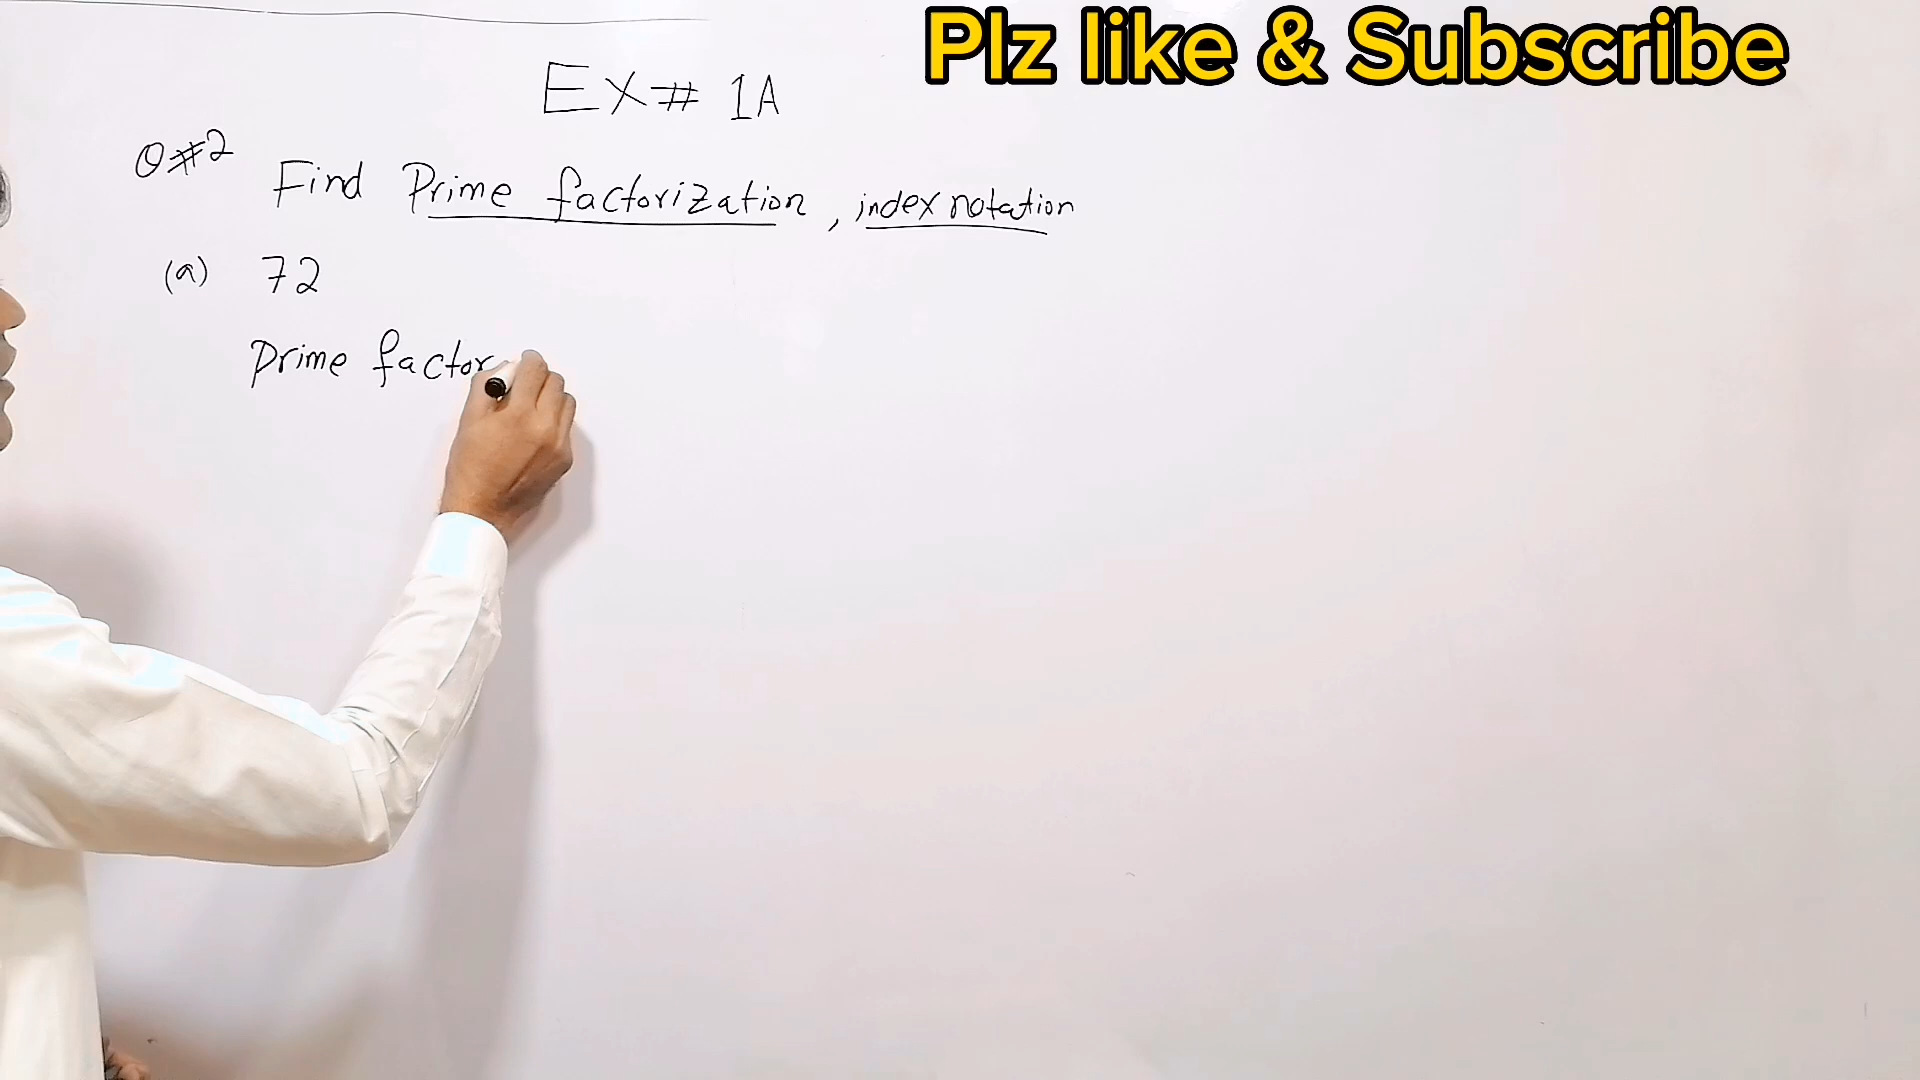 Plz like & Subscribe
EX# 1A
Q#2 Find Prime factorization, index notation
(a) 72
Prime factor